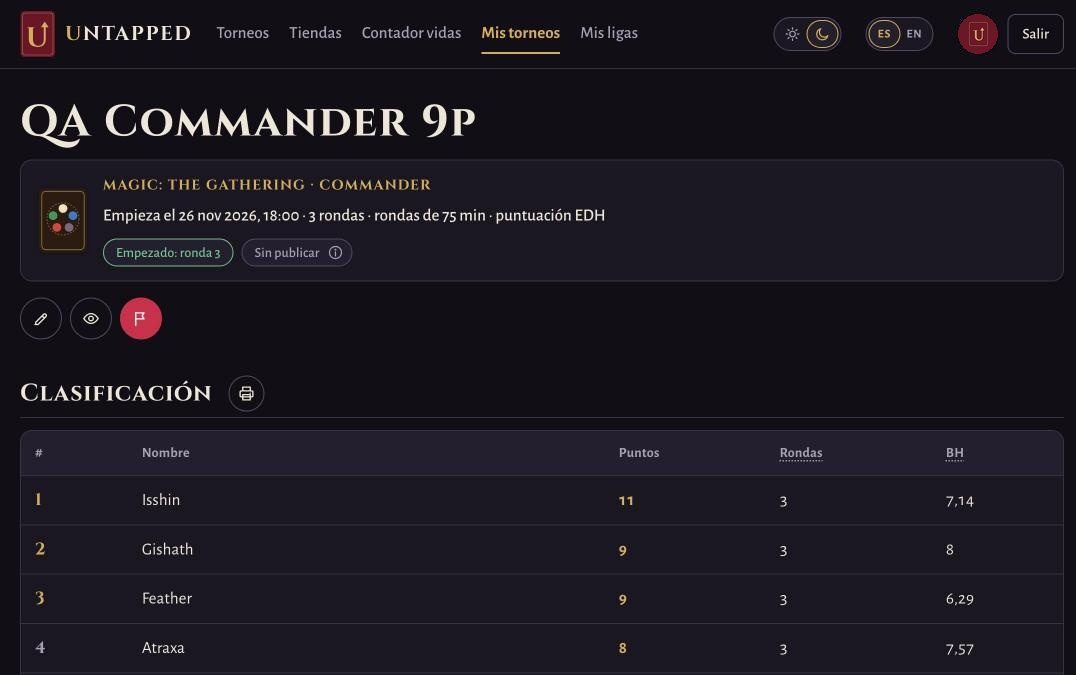 U UNTAPPED Torneos Tiendas Contador vidas Mis torneos Mis ligas ES EN U Salir
QA Commander 9p
MAGIC: THE GATHERING · COMMANDER
Empieza el 26 nov 2026, 18:00 · 3 rondas · rondas de 75 min · puntuación EDH
Empezado: ronda 3 Sin publicar
Clasificación
# Nombre Puntos Rondas BH
1 Isshin 11 3 7,14
2 Gishath 9 3 8
3 Feather 9 3 6,29
4 Atraxa 8 3 7,57